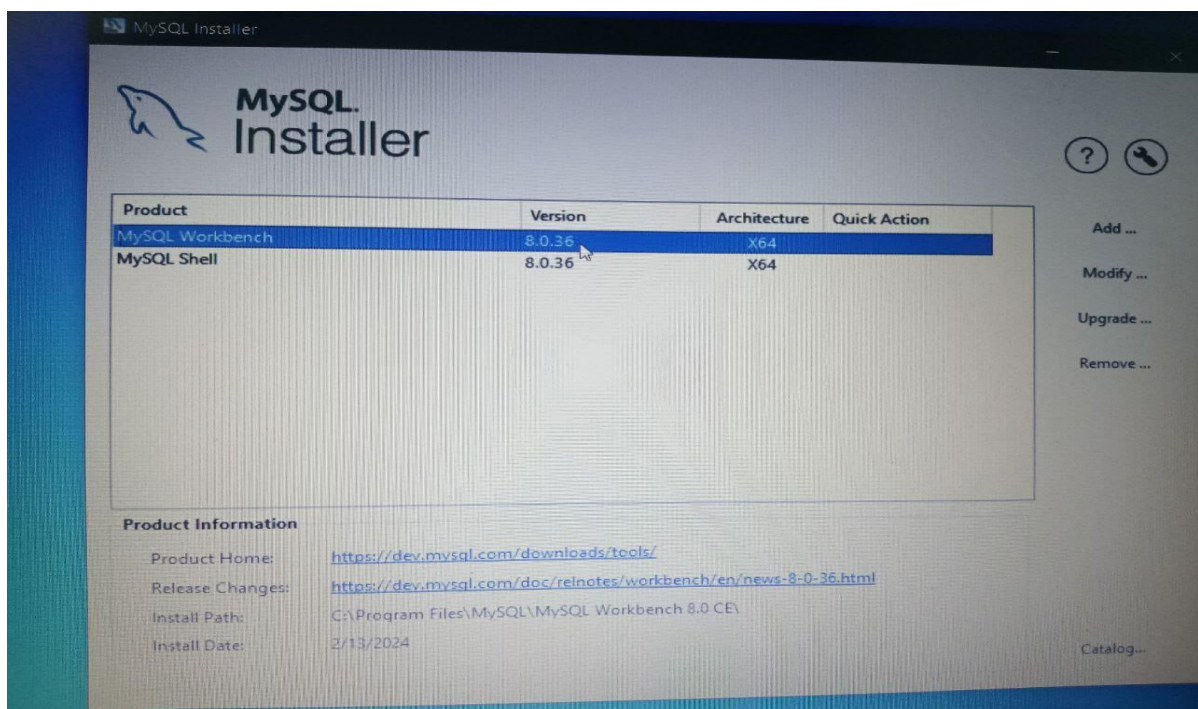 MySQL Installer
MySQL.
Installer
?
Product Version Architecture Quick Action
MySQL Workbench 8.0.36 X64
MySQL Shell 8.0.36 X64
Add ...
Modify ...
Upgrade ...
Remove ...
Product Information
Product Home: https://dev.mysql.com/downloads/tools/
Release Changes: https://dev.mysql.com/doc/relnotes/workbench/en/news-8-0-36.html
Install Path: C:\Program Files\MySQL\MySQL Workbench 8.0 CE\
Install Date: 2/13/2024
Catalog...